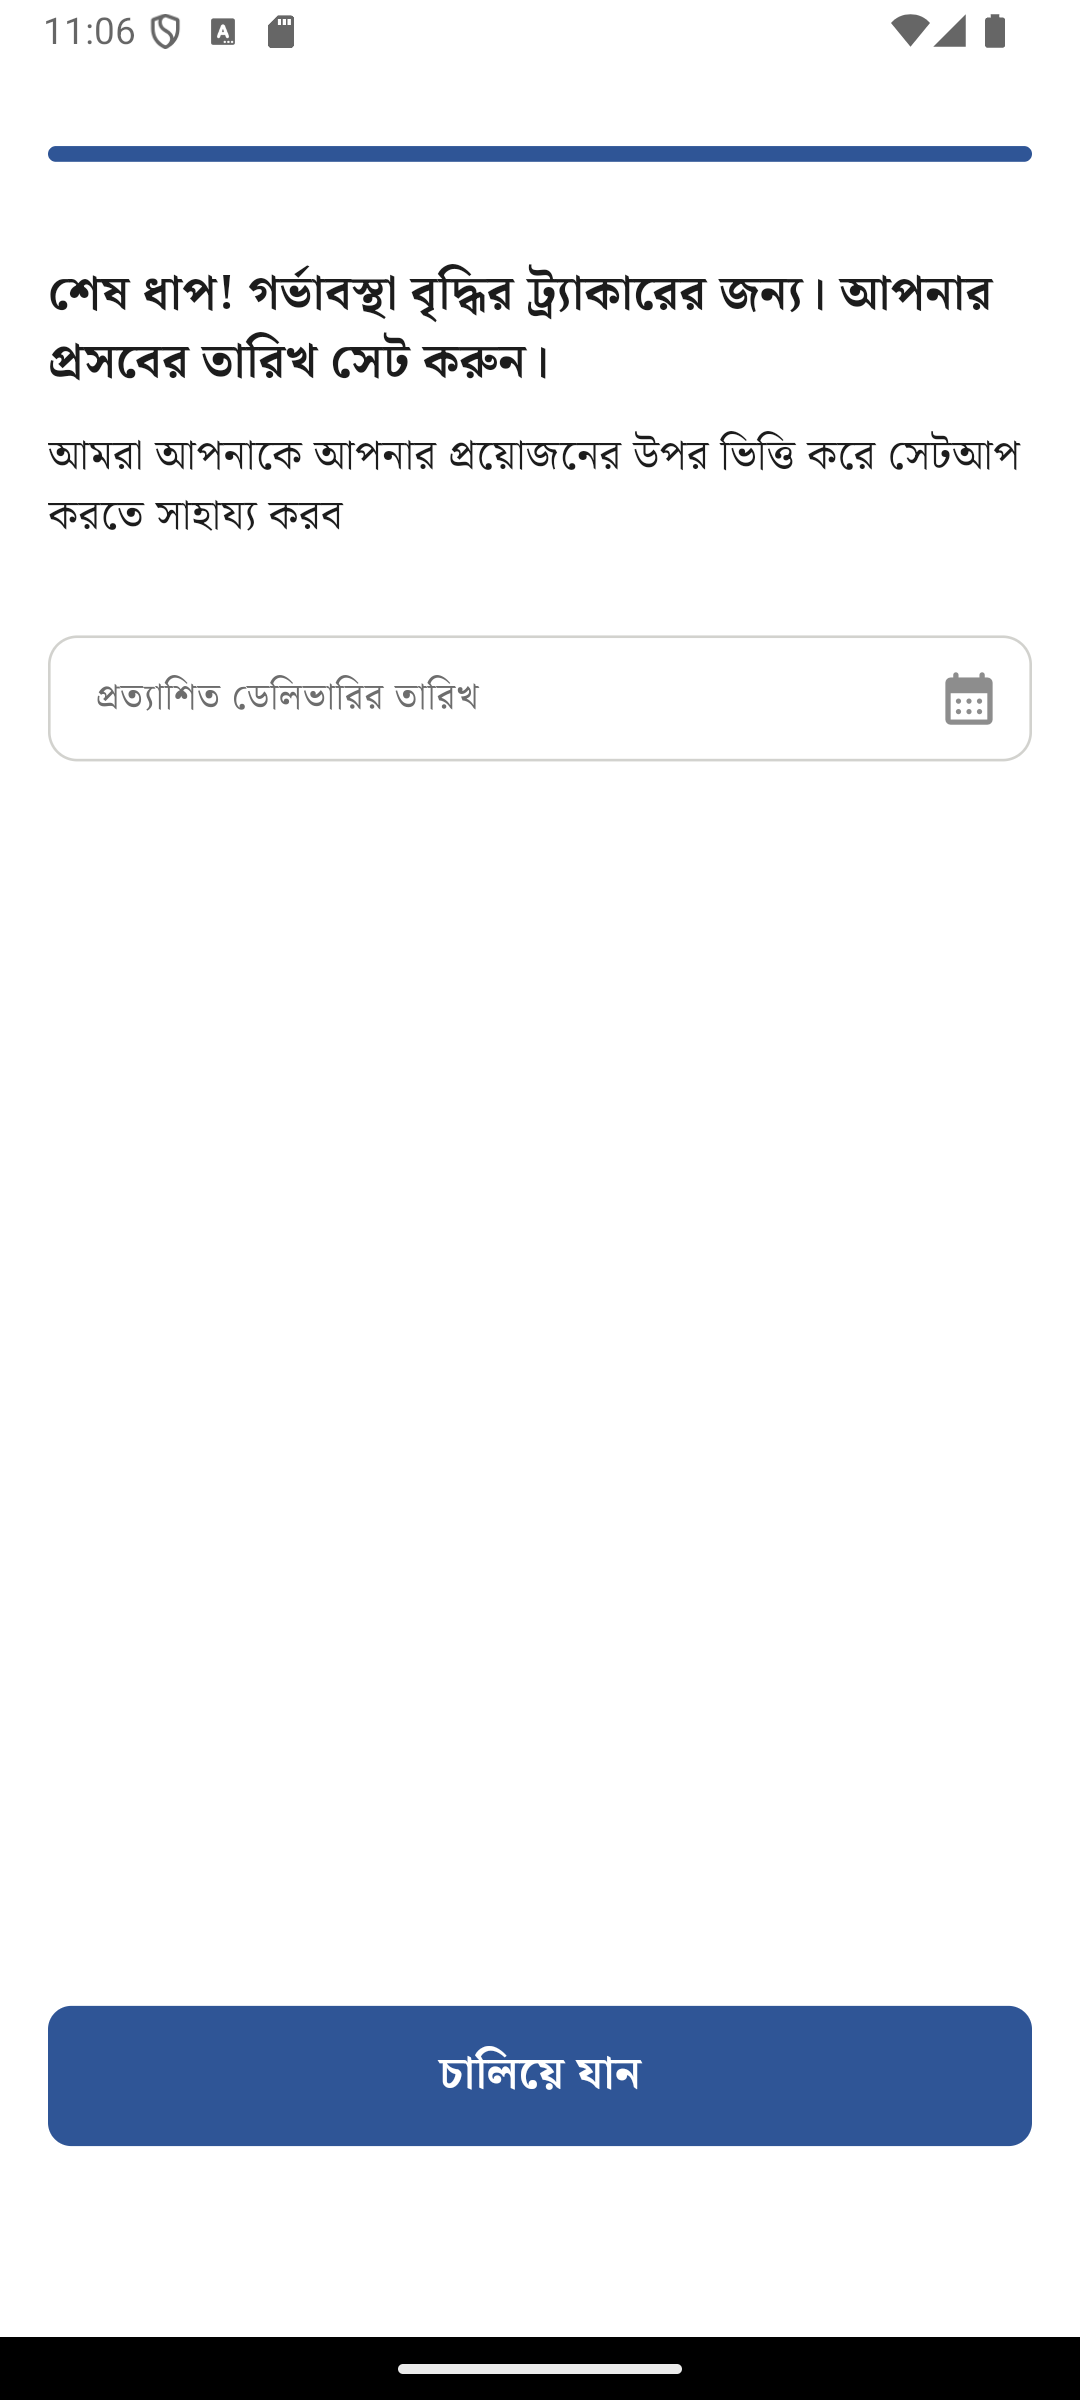 11:06
শেষ ধাপ! গর্ভাবস্থা বৃদ্ধির ট্র্যাকারের জন্য। আপনার
প্রসবের তারিখ সেট করুন।
আমরা আপনাকে আপনার প্রয়োজনের উপর ভিত্তি করে সেটআপ
করতে সাহায্য করব
প্রত্যাশিত ডেলিভারির তারিখ
চালিয়ে যান